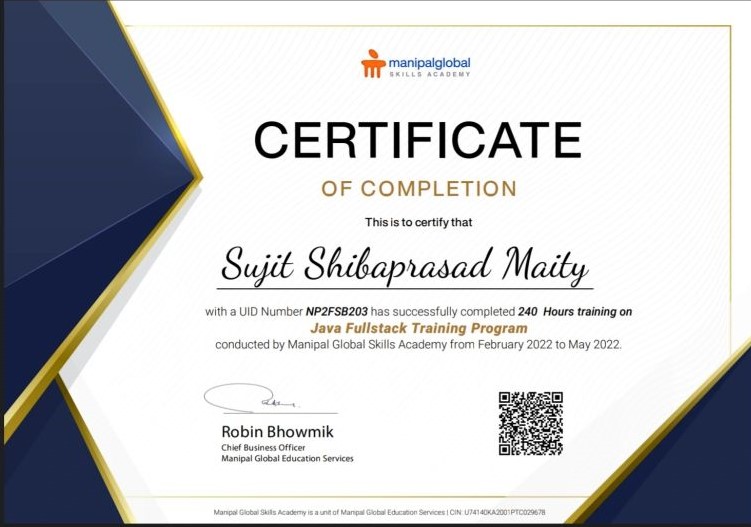 manipalglobal
SKILLS ACADEMY
CERTIFICATE
OF COMPLETION
This is to certify that
Sujit Shibaprasad Maity
with a UID Number NP2FSB203 has successfully completed 240 Hours training on
Java Fullstack Training Program
conducted by Manipal Global Skills Academy from February 2022 to May 2022.
Robin Bhowmik
Chief Business Officer
Manipal Global Education Services
Manipal Global Skills Academy is a unit of Manipal Global Education Services | CIN: U74140KA2001PTC029678